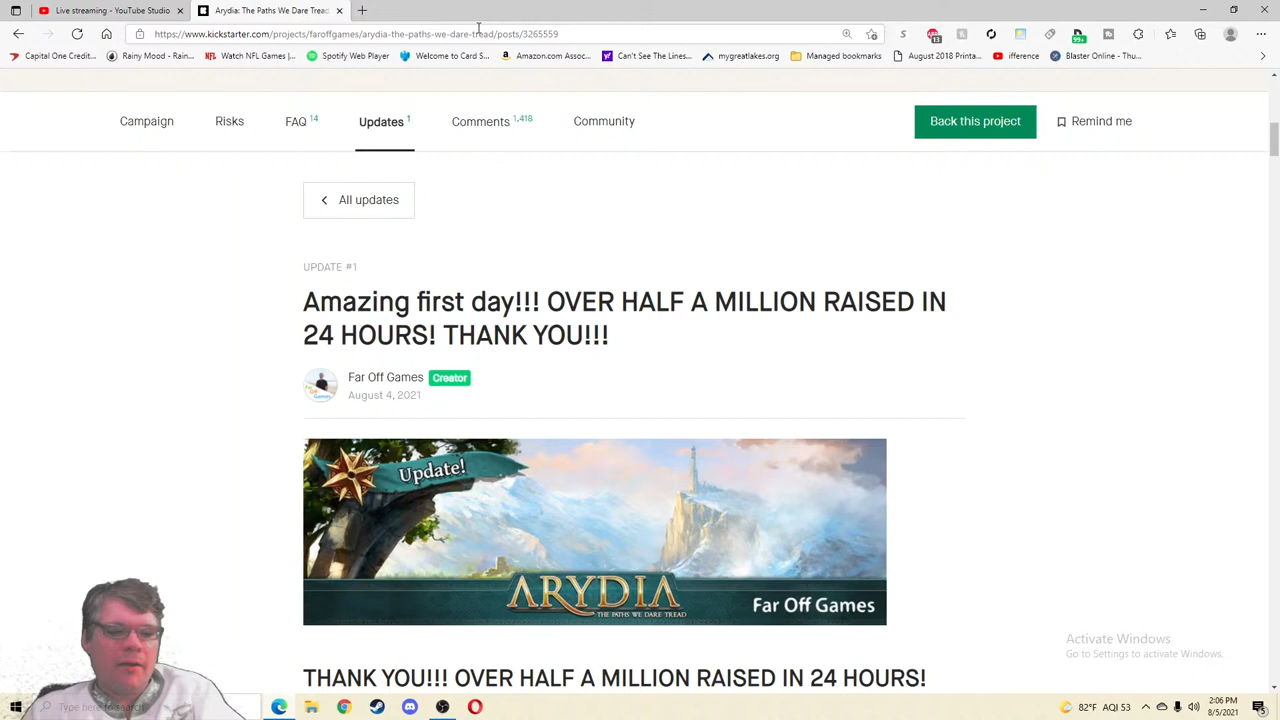 Live streaming - YouTube Studio
Arydia: The Paths We Dare Tread
https://www.kickstarter.com/projects/faroffgames/arydia-the-paths-we-dare-tread/posts/3265559
Capital One Credit... Rainy Mood - Rain... NFL NFL Games |... Spotify Web Player Welcome to Card S... Amazon.com/assoc... Can't See The Lines... mygreatlakes.org Managed bookmarks August 2018 Printa... ifference Blaster Online - Thu...
Campaign Risks FAQ 14 Updates 1 Comments 1,418 Community Back this project Remind me
All updates
UPDATE #1
Amazing first day!!! OVER HALF A MILLION RAISED IN
24 HOURS! THANK YOU!!!
Far Off Games Creator
August 4, 2021
Update!
ARYDIA
THE PATHS WE DARE TREAD
Far Off Games
THANK YOU!!! OVER HALF A MILLION RAISED IN 24 HOURS!
Activate Windows
Go to Settings to activate Windows.
Type here to search
82°F AQI 53
2:06 PM
8/5/2021